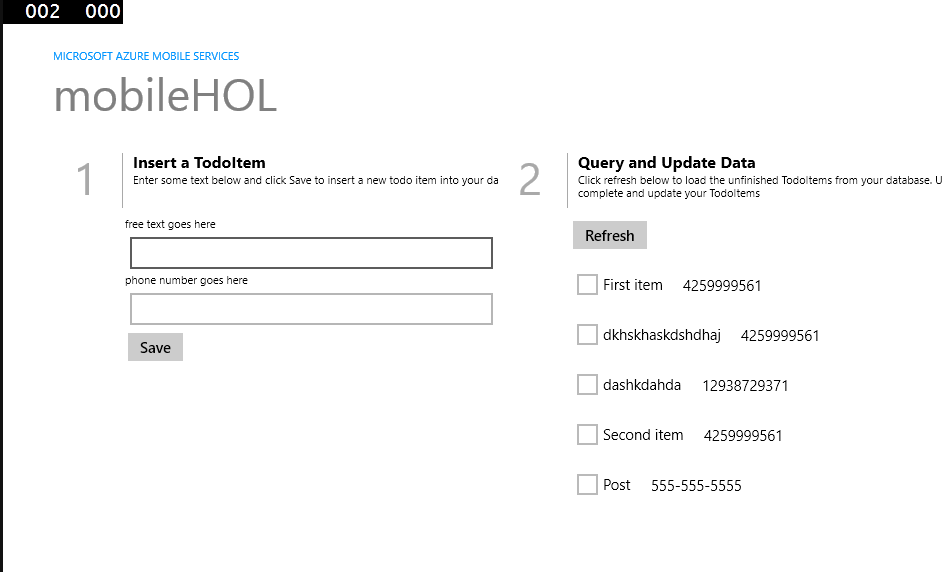 002 000
MICROSOFT AZURE MOBILE SERVICES
mobileHOL
1
Insert a TodoItem
Enter some text below and click Save to insert a new todo item into your da
free text goes here
phone number goes here
Save
2
Query and Update Data
Click refresh below to load the unfinished TodoItems from your database. U
complete and update your TodoItems
Refresh
First item 4259999561
dkhskhaskdshdhaj 4259999561
dashkdahda 12938729371
Second item 4259999561
Post 555-555-5555